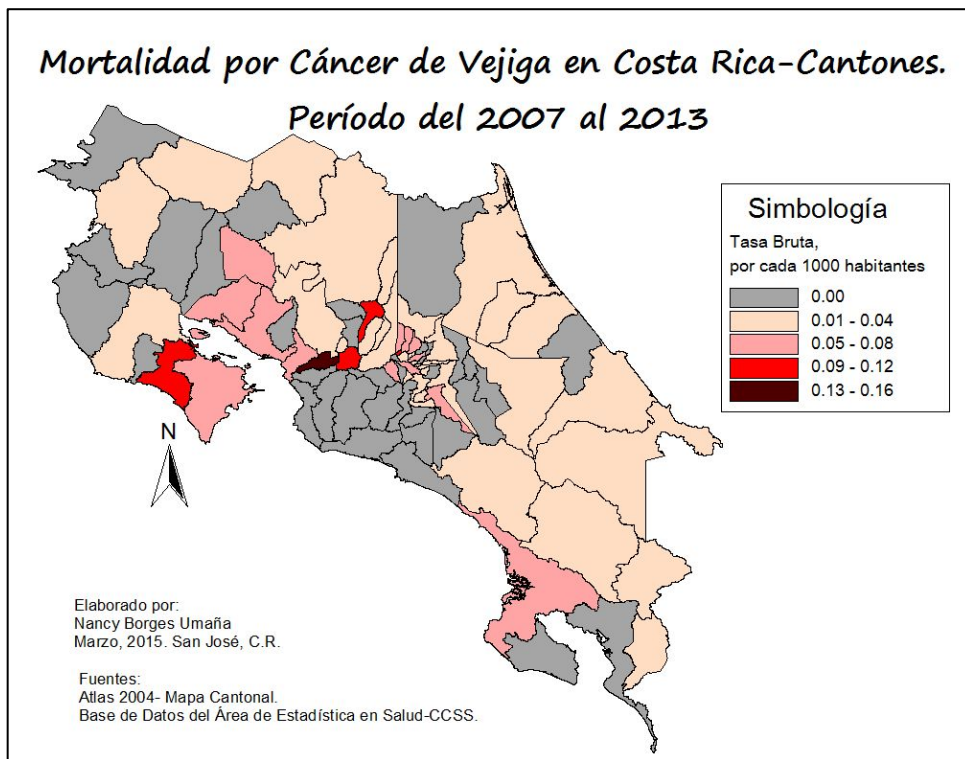 Mortalidad por Cáncer de Vejiga en Costa Rica-Cantones.
Período del 2007 al 2013
Simbología
Tasa Bruta,
por cada 1000 habitantes
0.00
0.01 - 0.04
0.05 - 0.08
0.09 - 0.12
0.13 - 0.16
N
Elaborado por:
Nancy Borges Umaña
Marzo, 2015. San José, C.R.
Fuentes:
Atlas 2004- Mapa Cantonal.
Base de Datos del Área de Estadística en Salud-CCSS.